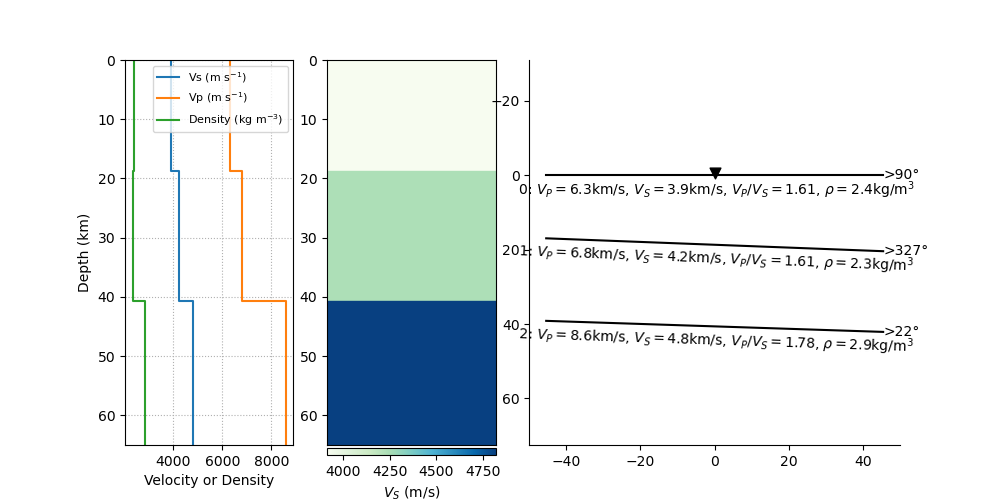 0
10
20
30
40
50
60
Depth (km)
4000 6000 8000
Velocity or Density
Vs (m s⁻¹)
Vp (m s⁻¹)
Density (kg m⁻³)
0
10
20
30
40
50
60
4000 4250 4500 4750
V_S (m/s)
−20
0
20
40
60
>90°
0: V_P = 6.3km/s, V_S = 3.9km/s, V_P/V_S = 1.61, ρ = 2.4kg/m³
>327°
1: V_P = 6.8km/s, V_S = 4.2km/s, V_P/V_S = 1.61, ρ = 2.3kg/m³
>22°
2: V_P = 8.6km/s, V_S = 4.8km/s, V_P/V_S = 1.78, ρ = 2.9kg/m³
−40 −20 0 20 40